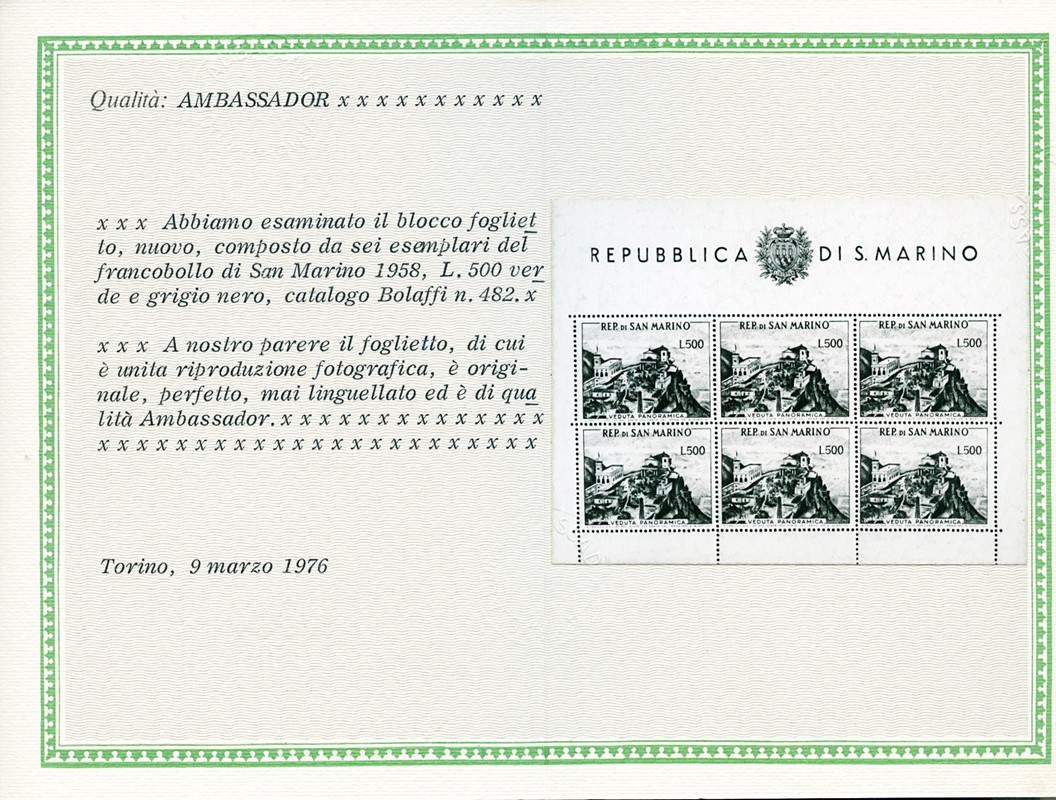 Qualità: AMBASSADOR x x x x x x x x x x x
x x x Abbiamo esaminato il blocco fogliet
to, nuovo, composto da sei esemplari del
francobollo di San Marino 1958, L. 500 ver
de e grigio nero, catalogo Bolaffi n. 482. x
x x x A nostro parere il foglietto, di cui
è unita riproduzione fotografica, è origi-
nale, perfetto, mai linguellato ed è di qua
lità Ambassador. x x x x x x x x x x x x x x
x x x x x x x x x x x x x x x x x x x x x x x
Torino, 9 marzo 1976
REPUBBLICA DI S. MARINO
REP. DI SAN MARINO REP. DI SAN MARINO REP. DI SAN MARINO
L.500 L.500 L.500
VEDUTA PANORAMICA VEDUTA PANORAMICA VEDUTA PANORAMICA
REP. DI SAN MARINO REP. DI SAN MARINO REP. DI SAN MARINO
L.500 L.500 L.500
VEDUTA PANORAMICA VEDUTA PANORAMICA VEDUTA PANORAMICA